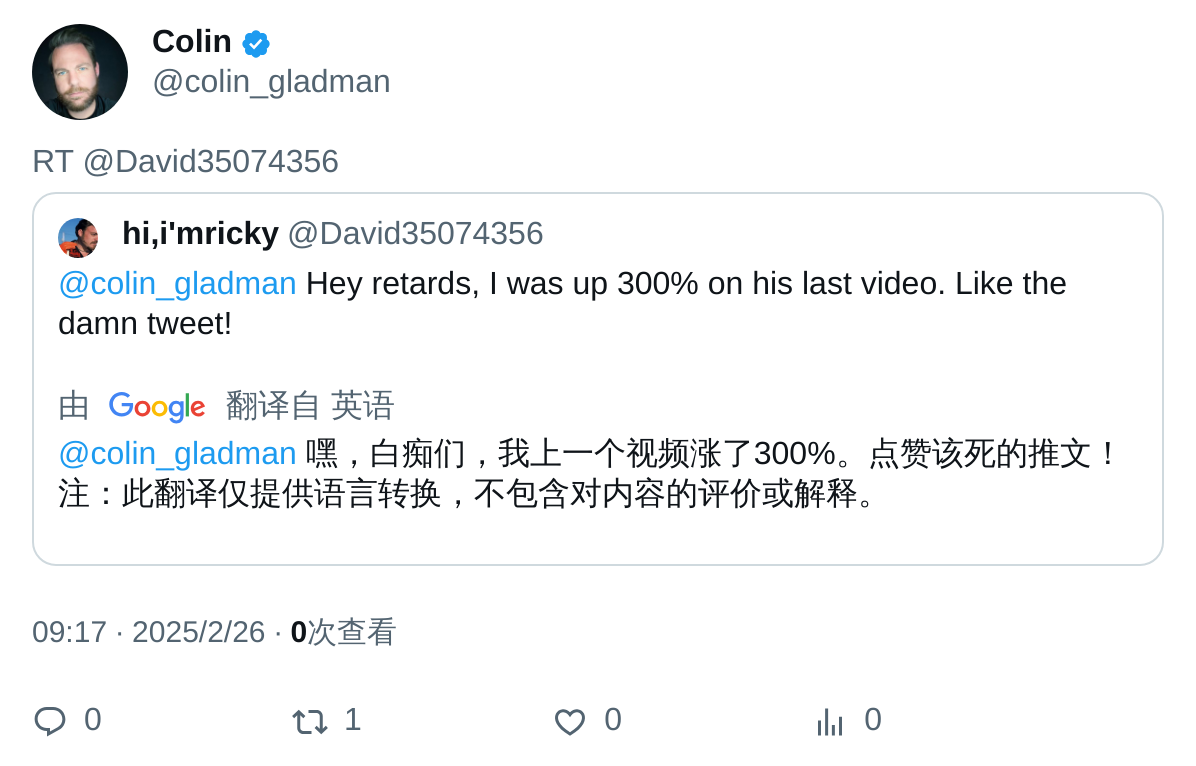 Colin
@colin_gladman
RT @David35074356
hi,i'mricky @David35074356
@colin_gladman Hey retards, I was up 300% on his last video. Like the
damn tweet!
由 Google 翻译自 英语
@colin_gladman 嘿，白痴们，我上一个视频涨了300%。点赞该死的推文！
注：此翻译仅提供语言转换，不包含对内容的评价或解释。
09:17 · 2025/2/26 · 0次查看
0 1 0 0